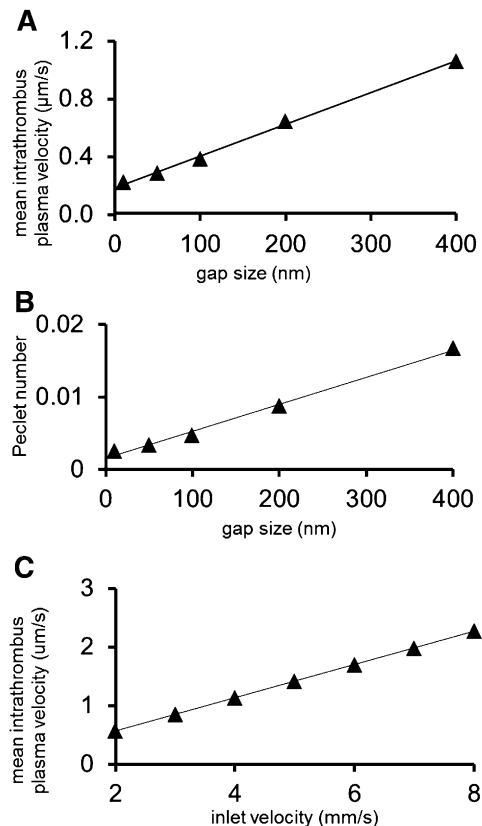 A
mean intrathrombus
plasma velocity (µm/s)
1.2
0.8
0.4
0.0
0 100 200 300 400
gap size (nm)
B
Peclet number
0.02
0.01
0
0 100 200 300 400
gap size (nm)
C
mean intrathrombus
plasma velocity (um/s)
3
2
1
0
2 4 6 8
inlet velocity (mm/s)